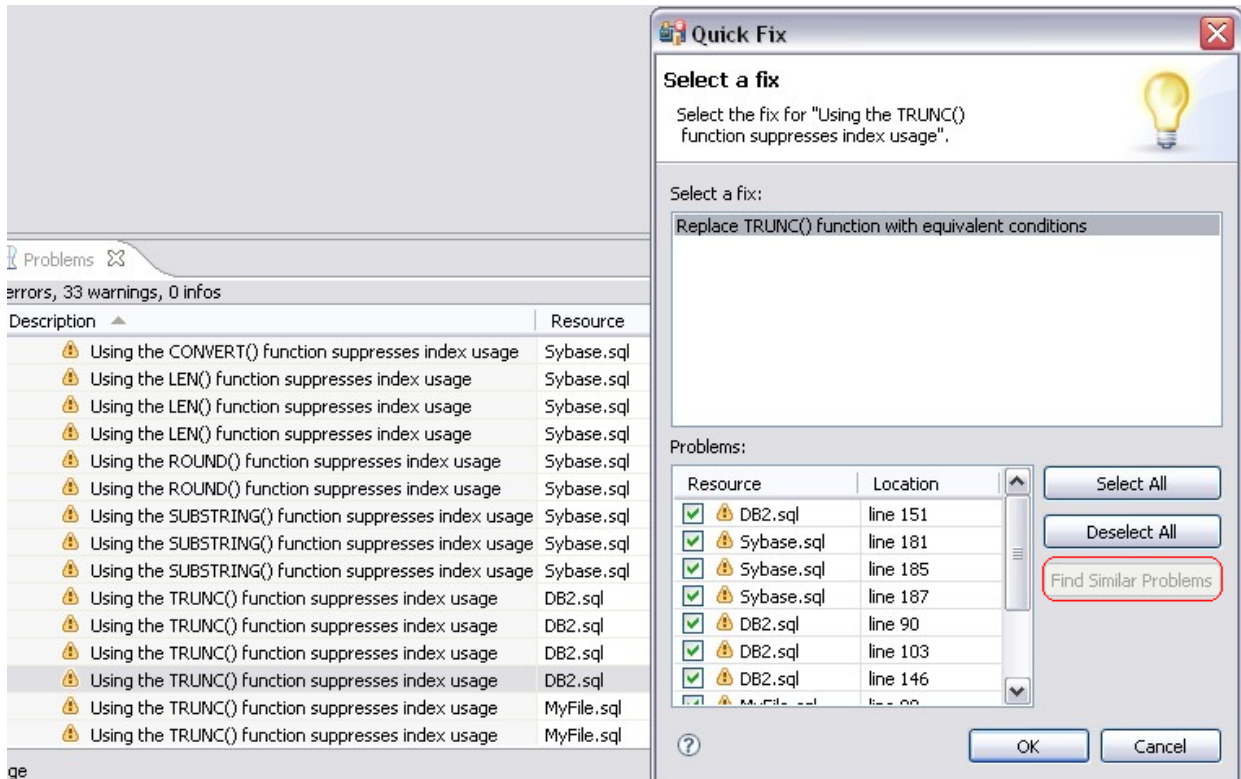 Problems
errors, 33 warnings, 0 infos
Description Resource
Using the CONVERT() function suppresses index usage Sybase.sql
Using the LEN() function suppresses index usage Sybase.sql
Using the LEN() function suppresses index usage Sybase.sql
Using the LEN() function suppresses index usage Sybase.sql
Using the ROUND() function suppresses index usage Sybase.sql
Using the ROUND() function suppresses index usage Sybase.sql
Using the SUBSTRING() function suppresses index usage Sybase.sql
Using the SUBSTRING() function suppresses index usage Sybase.sql
Using the SUBSTRING() function suppresses index usage Sybase.sql
Using the TRUNC() function suppresses index usage DB2.sql
Using the TRUNC() function suppresses index usage DB2.sql
Using the TRUNC() function suppresses index usage DB2.sql
Using the TRUNC() function suppresses index usage DB2.sql
Using the TRUNC() function suppresses index usage MyFile.sql
Using the TRUNC() function suppresses index usage MyFile.sql
ge
Quick Fix
Select a fix
Select the fix for "Using the TRUNC()
function suppresses index usage".
Select a fix:
Replace TRUNC() function with equivalent conditions
Problems:
Resource Location
DB2.sql line 151
Sybase.sql line 181
Sybase.sql line 185
Sybase.sql line 187
DB2.sql line 90
DB2.sql line 103
DB2.sql line 146
Select All
Deselect All
Find Similar Problems
OK Cancel